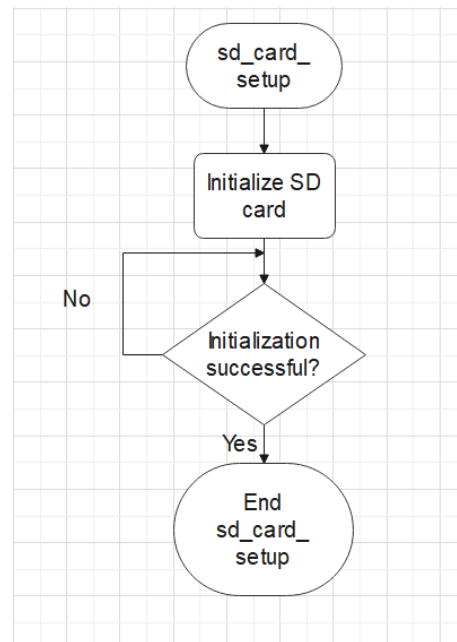 sd_card_
setup
Initialize SD
card
No
Initialization
successful?
Yes
End
sd_card_
setup